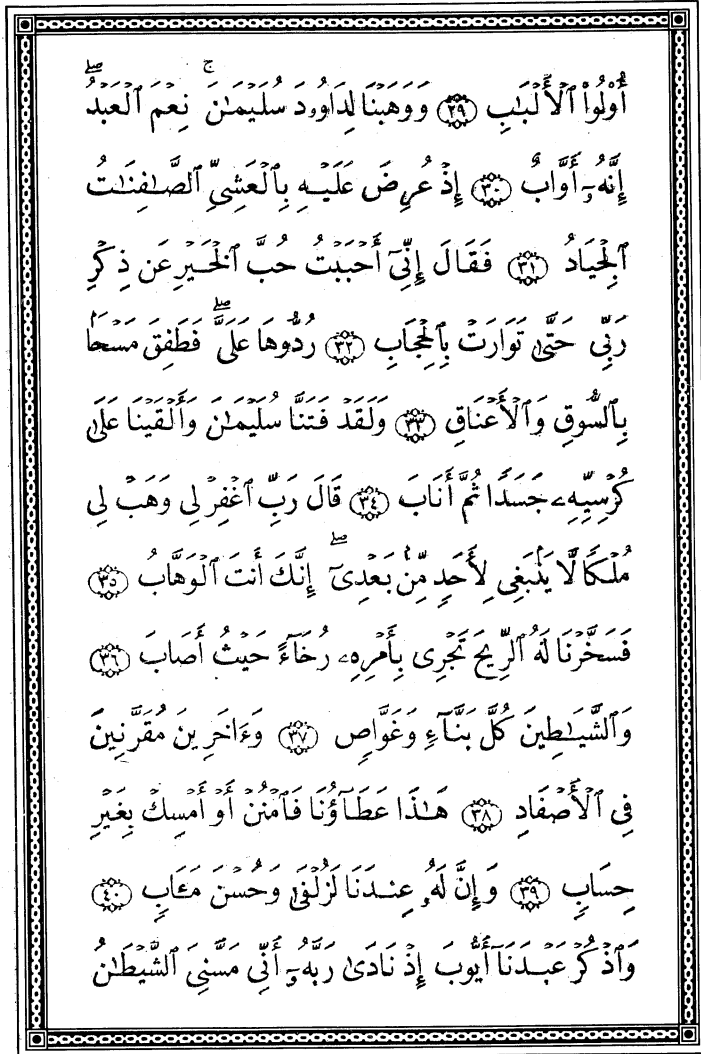 أُوْلُواْ ٱلْأَلْبَٰبِ ﴿٢٩﴾ وَوَهَبْنَا لِدَاوُۥدَ سُلَيْمَٰنَۚ نِعْمَ ٱلْعَبْدُۖ
إِنَّهُۥٓ أَوَّابٌ ﴿٣٠﴾ إِذْ عُرِضَ عَلَيْهِ بِٱلْعَشِىِّ ٱلصَّٰفِنَٰتُ
ٱلْجِيَادُ ﴿٣١﴾ فَقَالَ إِنِّىٓ أَحْبَبْتُ حُبَّ ٱلْخَيْرِ عَن ذِكْرِ
رَبِّى حَتَّىٰ تَوَارَتْ بِٱلْحِجَابِ ﴿٣٢﴾ رُدُّوهَا عَلَىَّۖ فَطَفِقَ مَسْحًۢا
بِٱلسُّوقِ وَٱلْأَعْنَاقِ ﴿٣٣﴾ وَلَقَدْ فَتَنَّا سُلَيْمَٰنَ وَأَلْقَيْنَا عَلَىٰ
كُرْسِيِّهِۦ جَسَدًا ثُمَّ أَنَابَ ﴿٣٤﴾ قَالَ رَبِّ ٱغْفِرْ لِى وَهَبْ لِى
مُلْكًا لَّا يَنۢبَغِى لِأَحَدٍ مِّنۢ بَعْدِىٓۖ إِنَّكَ أَنتَ ٱلْوَهَّابُ ﴿٣٥﴾
فَسَخَّرْنَا لَهُ ٱلرِّيحَ تَجْرِى بِأَمْرِهِۦ رُخَآءً حَيْثُ أَصَابَ ﴿٣٦﴾
وَٱلشَّيَٰطِينَ كُلَّ بَنَّآءٍ وَغَوَّاصٍ ﴿٣٧﴾ وَءَاخَرِينَ مُقَرَّنِينَ
فِى ٱلْأَصْفَادِ ﴿٣٨﴾ هَٰذَا عَطَآؤُنَا فَٱمْنُنْ أَوْ أَمْسِكْ بِغَيْرِ
حِسَابٍ ﴿٣٩﴾ وَإِنَّ لَهُۥ عِندَنَا لَزُلْفَىٰ وَحُسْنَ مَـَٔابٍ ﴿٤٠﴾
وَٱذْكُرْ عَبْدَنَآ أَيُّوبَ إِذْ نَادَىٰ رَبَّهُۥٓ أَنِّى مَسَّنِىَ ٱلشَّيْطَٰنُ